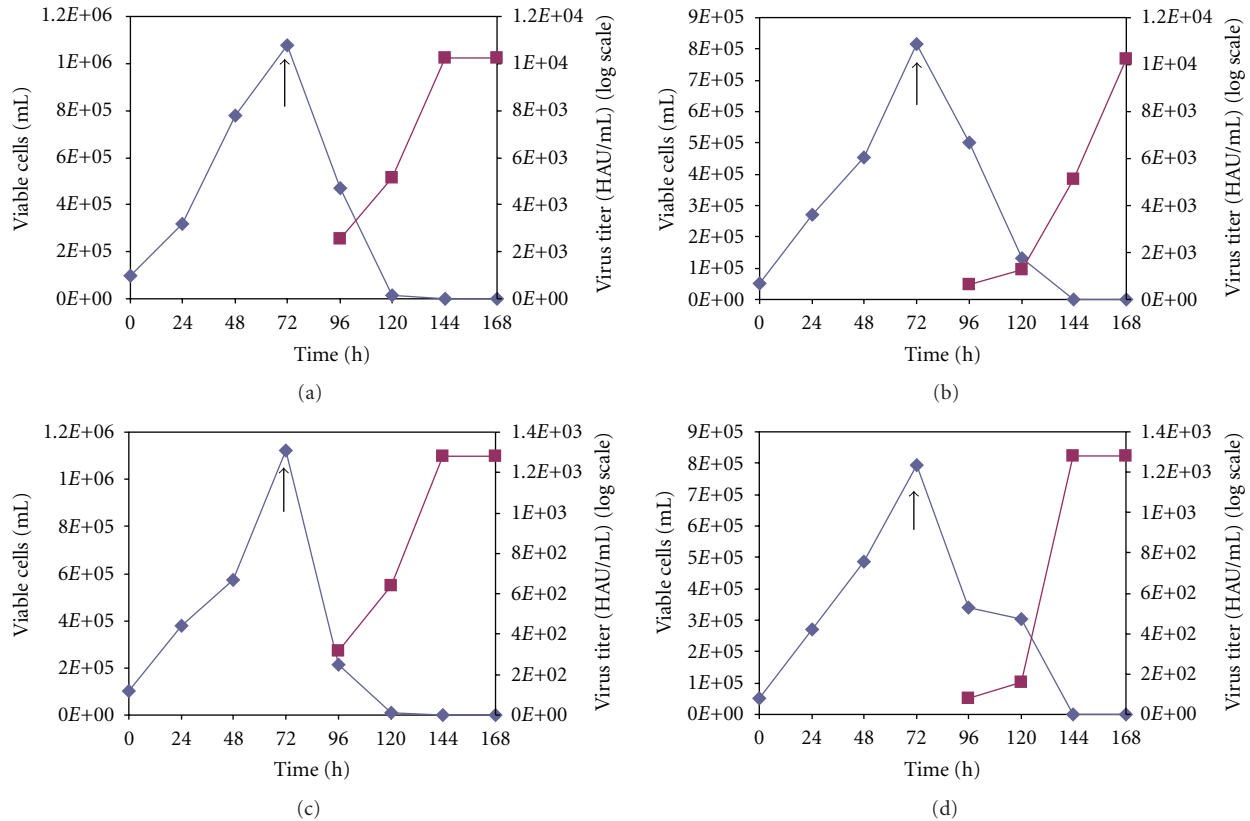 1.2E+06
1E+06
8E+05
6E+05
4E+05
2E+05
0E+00
Viable cells (mL)
0 24 48 72 96 120 144 168
Time (h)
1.2E+04
1E+04
8E+03
6E+03
4E+03
2E+03
0E+00
Virus titer (HAU/mL) (log scale)
(a)
9E+05
8E+05
7E+05
6E+05
5E+05
4E+05
3E+05
2E+05
1E+05
0E+00
Viable cells (mL)
0 24 48 72 96 120 144 168
Time (h)
1.2E+04
1E+04
8E+03
6E+03
4E+03
2E+03
0E+00
Virus titer (HAU/mL) (log scale)
(b)
1.2E+06
1E+06
8E+05
6E+05
4E+05
2E+05
0E+00
Viable cells (mL)
0 24 48 72 96 120 144 168
Time (h)
1.4E+03
1.2E+03
1E+03
8E+02
6E+02
4E+02
2E+02
0E+00
Virus titer (HAU/mL) (log scale)
(c)
9E+05
8E+05
7E+05
6E+05
5E+05
4E+05
3E+05
2E+05
1E+05
0E+00
Viable cells (mL)
0 24 48 72 96 120 144 168
Time (h)
1.4E+03
1.2E+03
1E+03
8E+02
6E+02
4E+02
2E+02
0E+00
Virus titer (HAU/mL) (log scale)
(d)